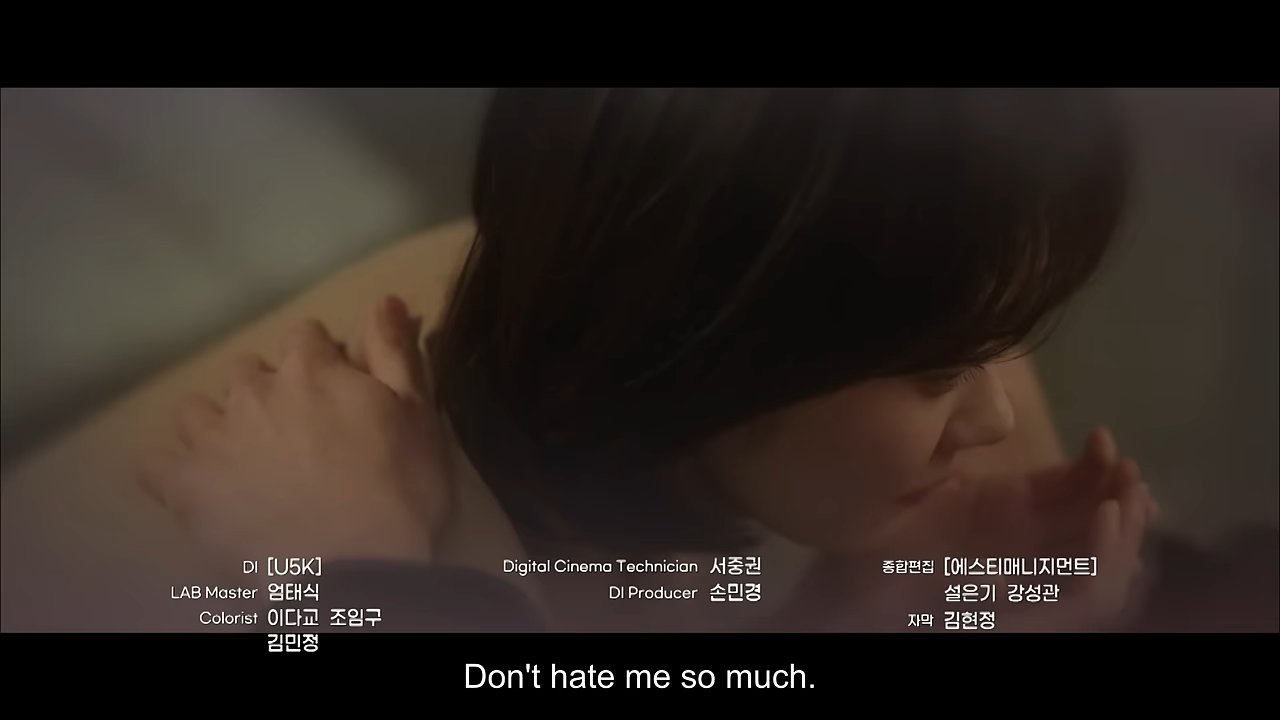 DI [U5K]
LAB Master 엄태식
Colorist 이다교 조임구
김민정
Digital Cinema Technician 서중권
DI Producer 손민경
종합편집 [에스티매니지먼트]
설은기 강성관
자막 김현정
Don't hate me so much.